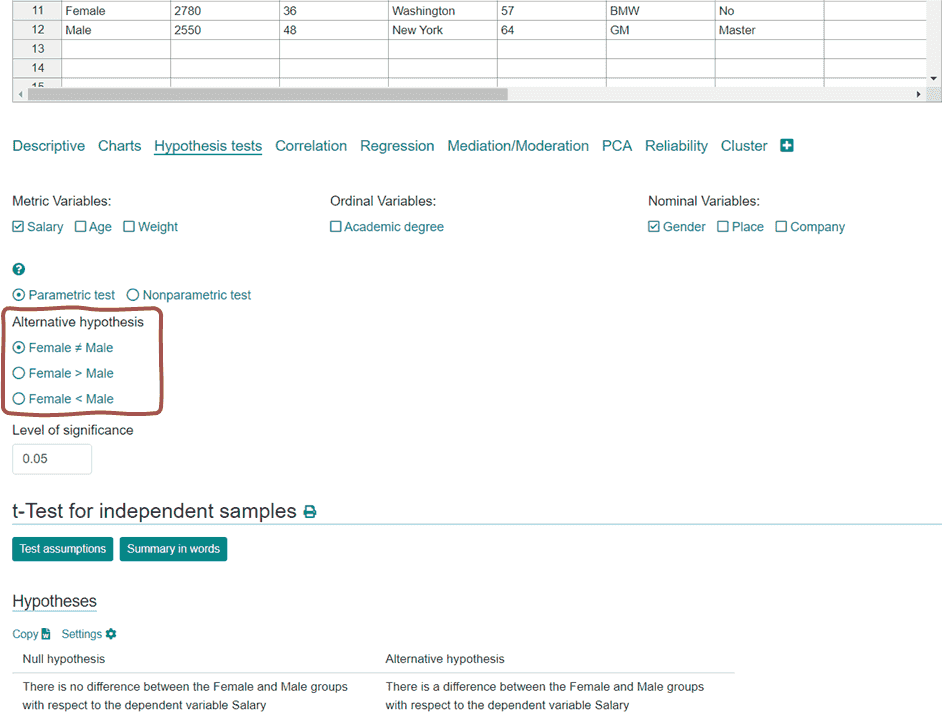 11 Female 2780 36 Washington 57 BMW No
12 Male 2550 48 New York 64 GM Master
13
14
15
Descriptive Charts Hypothesis tests Correlation Regression Mediation/Moderation PCA Reliability Cluster
Metric Variables: Ordinal Variables: Nominal Variables:
Salary Age Weight Academic degree Gender Place Company
?
Parametric test Nonparametric test
Alternative hypothesis
Female ≠ Male
Female > Male
Female < Male
Level of significance
0.05
t-Test for independent samples
Test assumptions Summary in words
Hypotheses
Copy Settings
Null hypothesis Alternative hypothesis
There is no difference between the Female and Male groups There is a difference between the Female and Male groups
with respect to the dependent variable Salary with respect to the dependent variable Salary